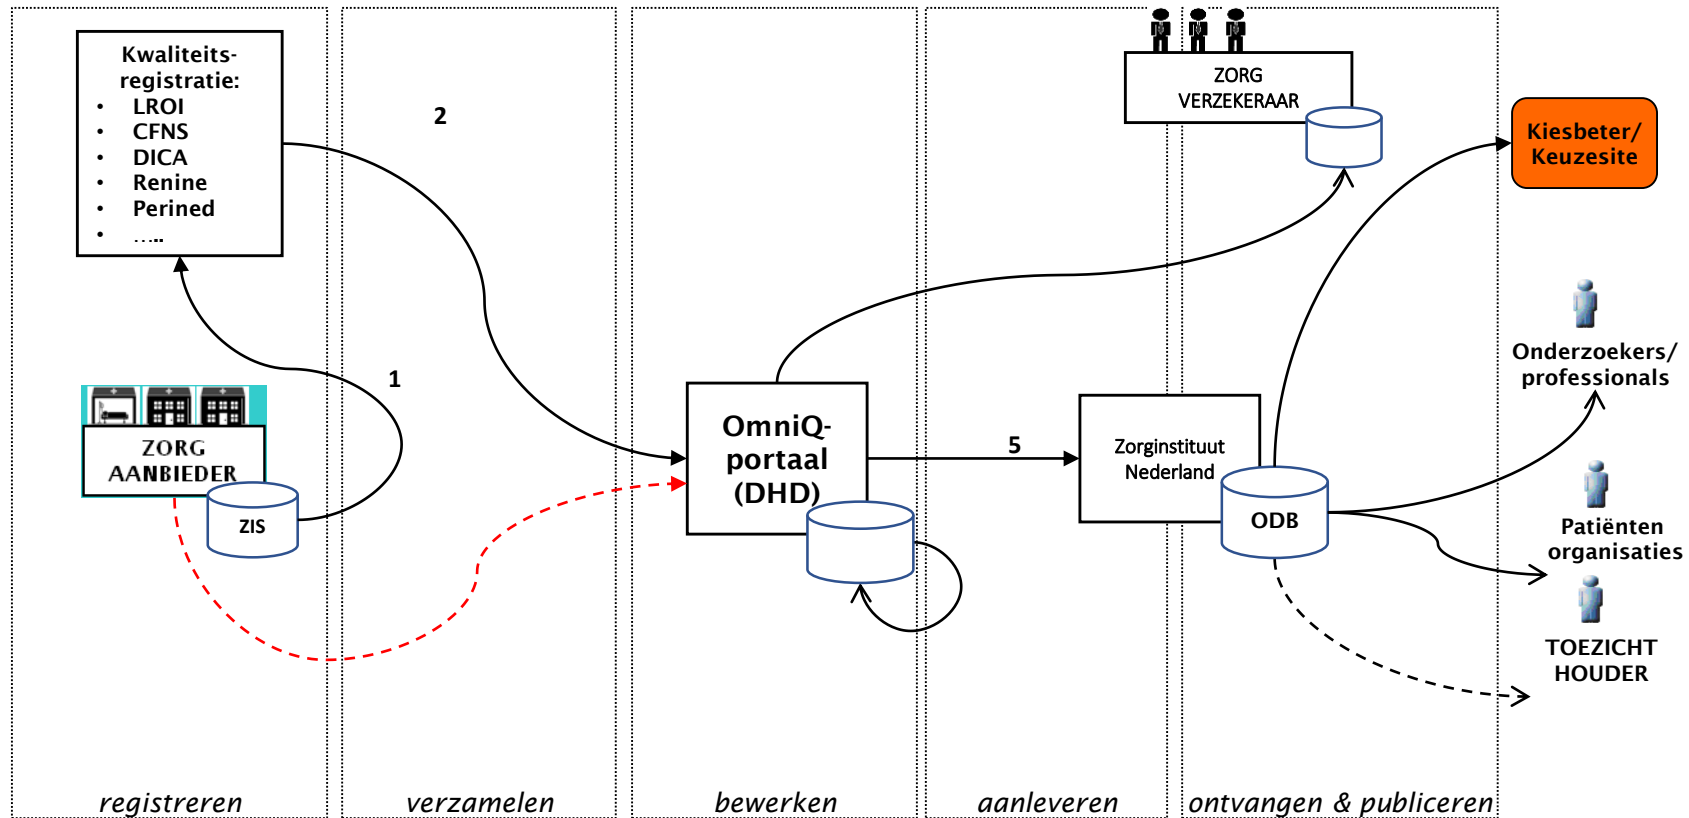 Kwaliteits-
registratie:
• LROI
• CFNS
• DICA
• Renine
• Perined
• …..
2
1
ZORG
AANBIEDER
ZIS
OmniQ-
portaal
(DHD)
5
ZORG
VERZEKERAAR
Zorginstituut
Nederland
ODB
Kiesbeter/
Keuzesite
Onderzoekers/
professionals
Patiënten
organisaties
TOEZICHT
HOUDER
registreren
verzamelen
bewerken
aanleveren
ontvangen & publiceren